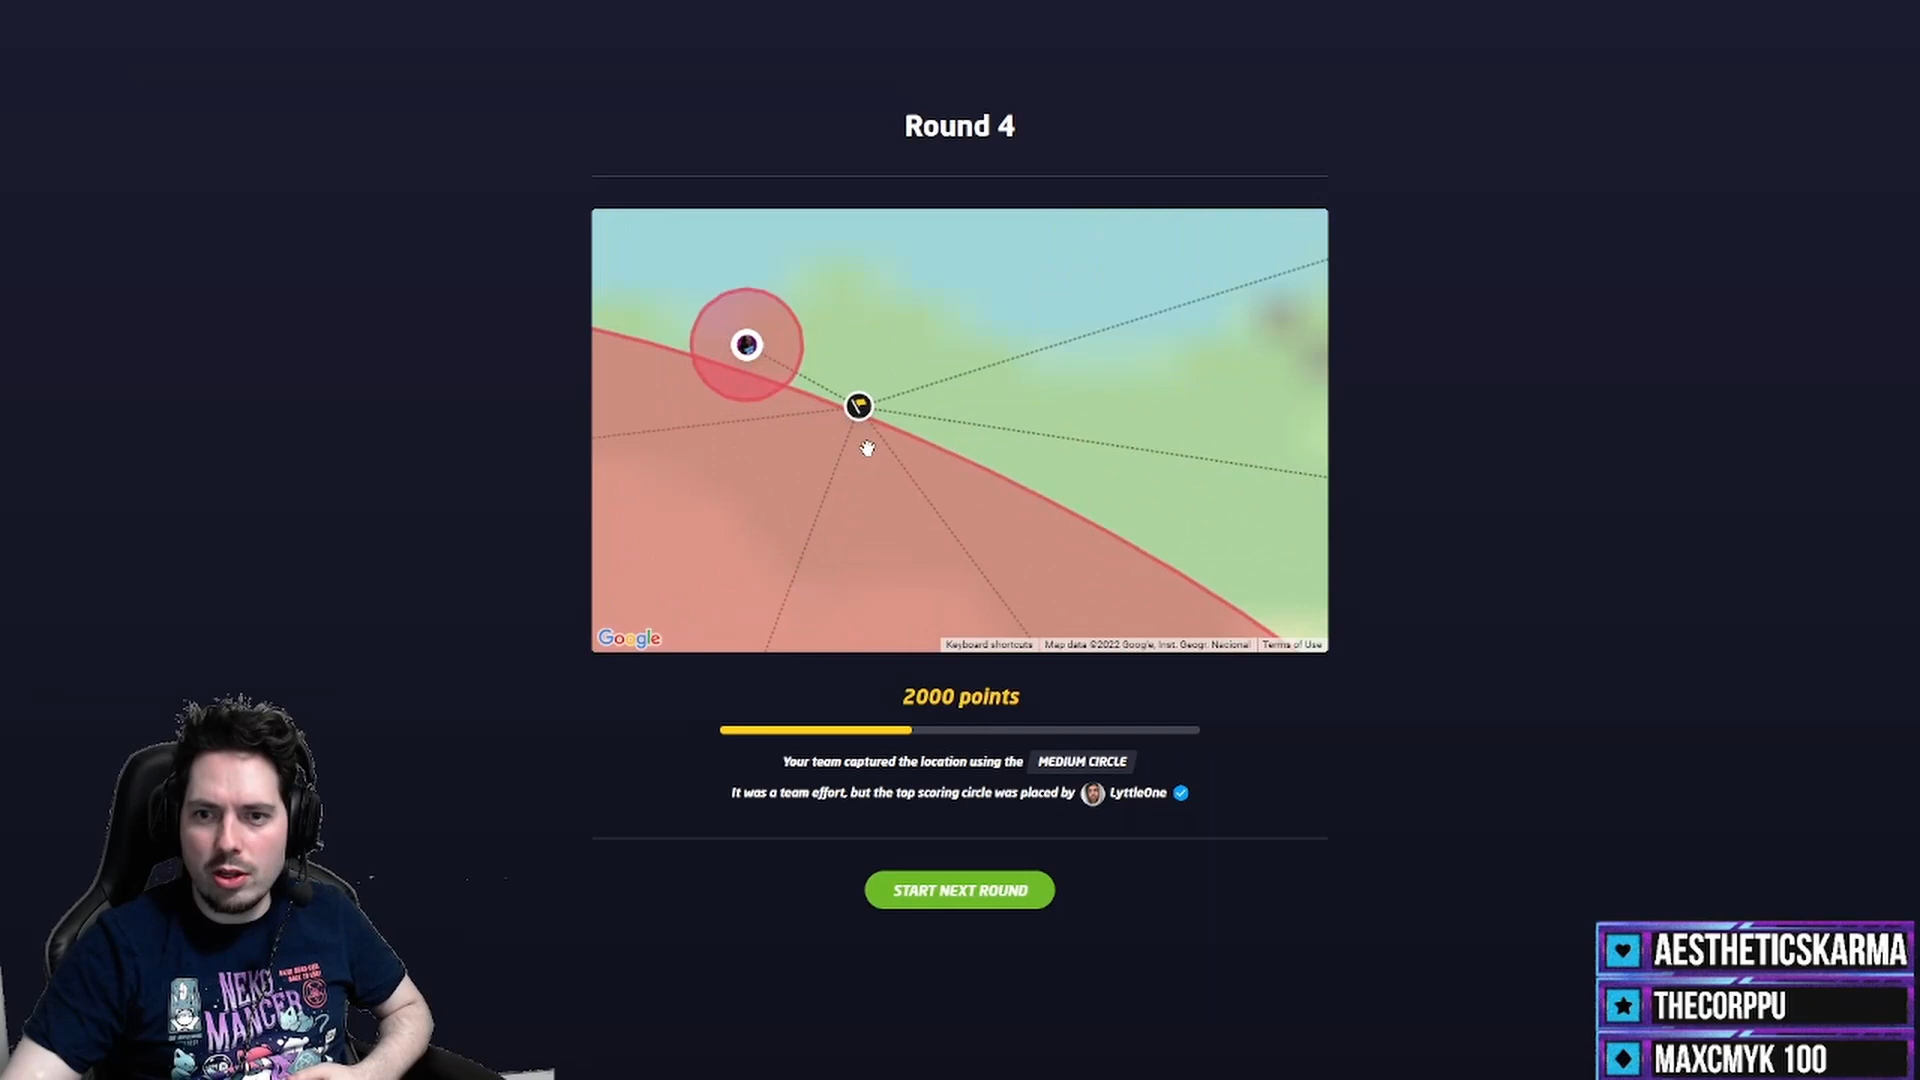 Round 4
Google
Keyboard shortcuts
Map data ©2022 Google, Inst. Geogr. Nacional
Terms of Use
2000 points
Your team captured the location using the MEDIUM CIRCLE
It was a team effort, but the top scoring circle was placed by LyttleOne
START NEXT ROUND
NEKO
MANCER
AESTHETICSKARMA
THECORPPU
MAXCMYK 100